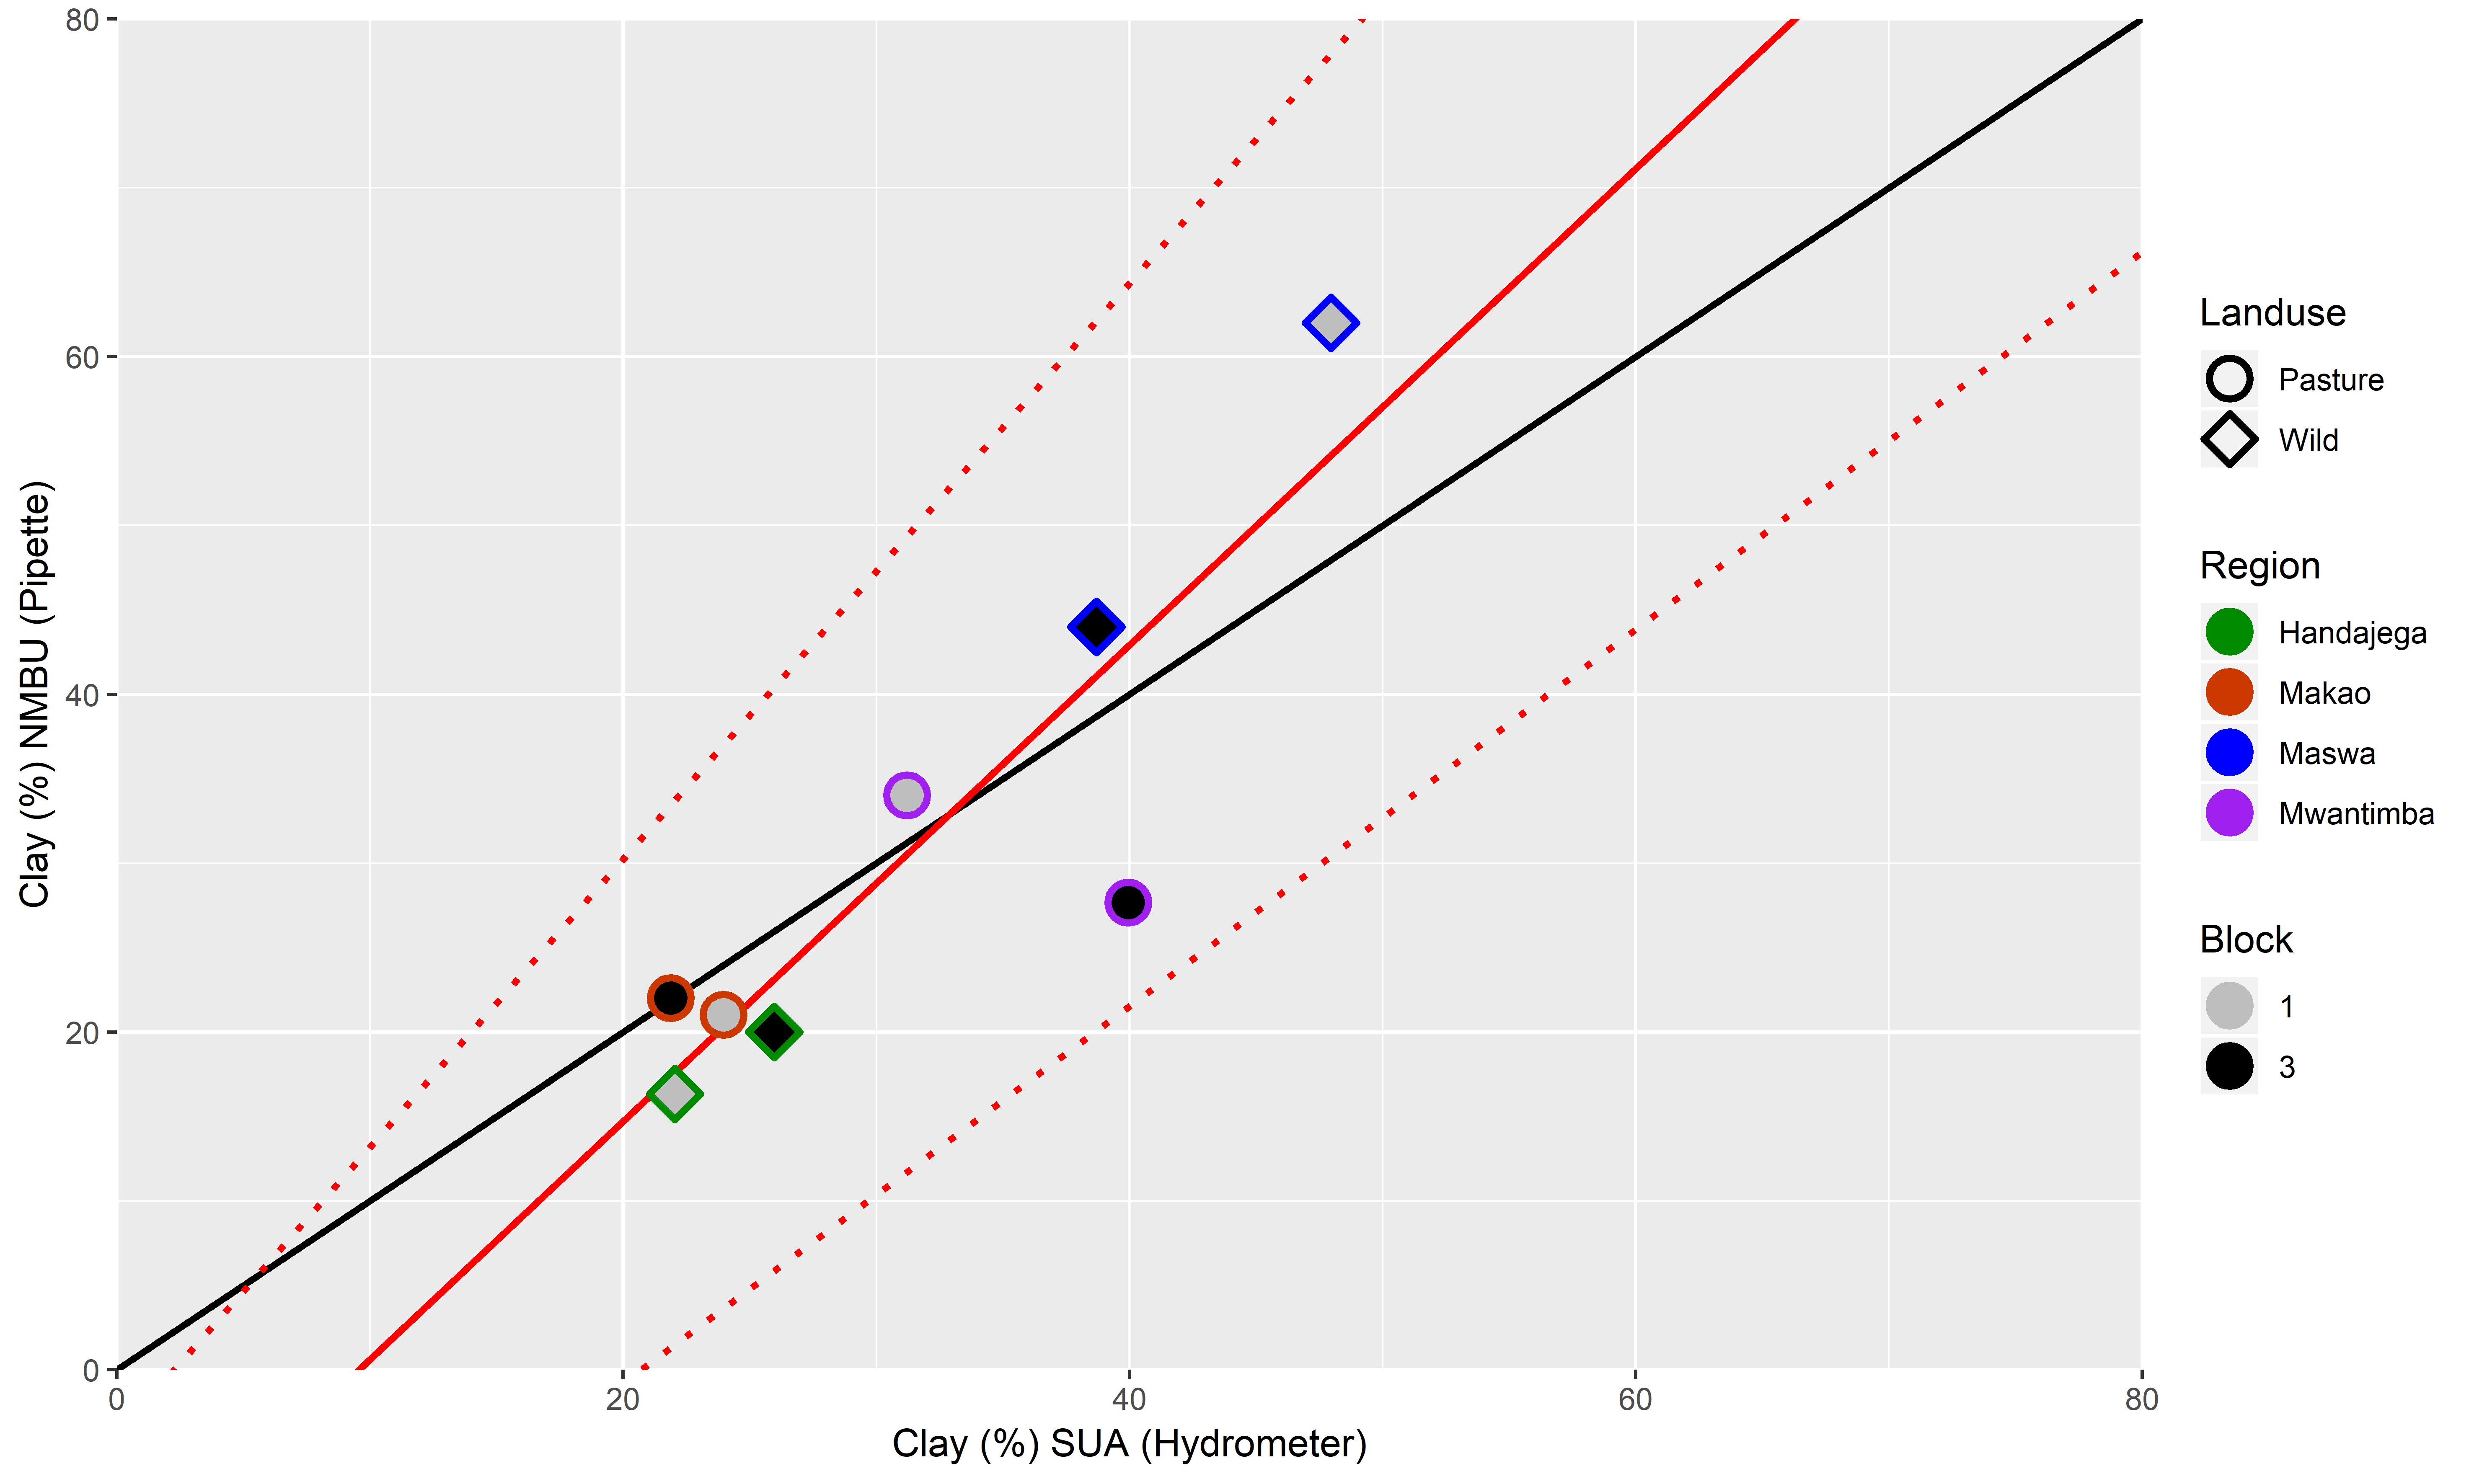 80
60
40
20
0
Clay (%) NMBU (Pipette)
0 20 40 60 80
Clay (%) SUA (Hydrometer)
Landuse
Pasture
Wild
Region
Handajega
Makao
Maswa
Mwantimba
Block
1
3